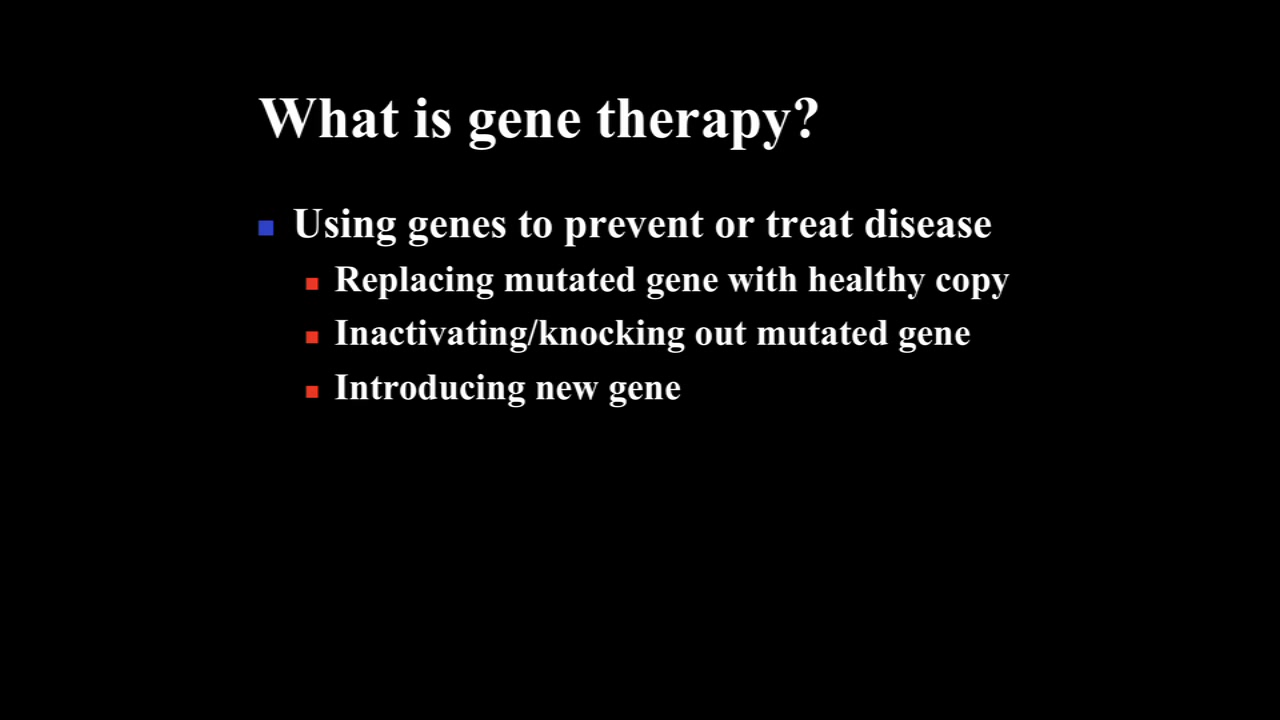 What is gene therapy?
Using genes to prevent or treat disease
Replacing mutated gene with healthy copy
Inactivating/knocking out mutated gene
Introducing new gene